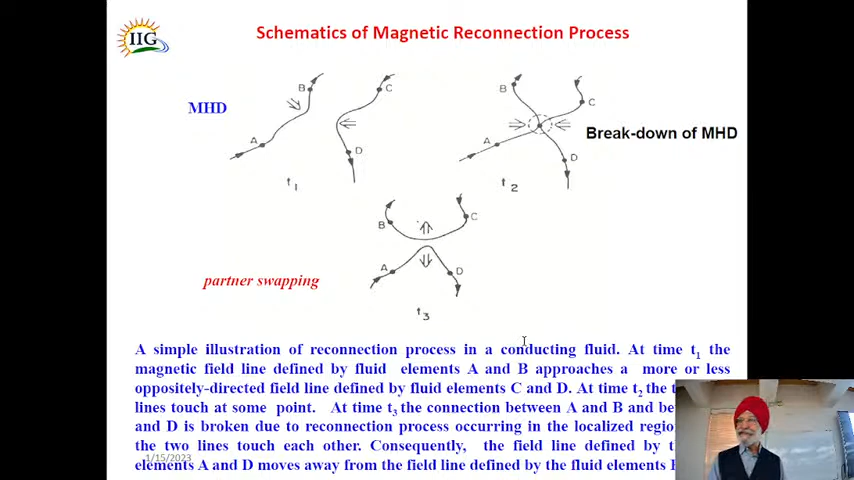 IIG
Schematics of Magnetic Reconnection Process
MHD
B
C
A
D
t1
B
C
A
D
t2
Break-down of MHD
B
C
A
D
t3
partner swapping
A simple illustration of reconnection process in a conducting fluid. At time t1 the
magnetic field line defined by fluid elements A and B approaches a more or less
oppositely-directed field line defined by fluid elements C and D. At time t2 the
lines touch at some point. At time t3 the connection between A and B and
and D is broken due to reconnection process occurring in the localized
the two lines touch each other. Consequently, the field line defined by
elements A and D moves away from the field line defined by the fluid elements
1/15/2023